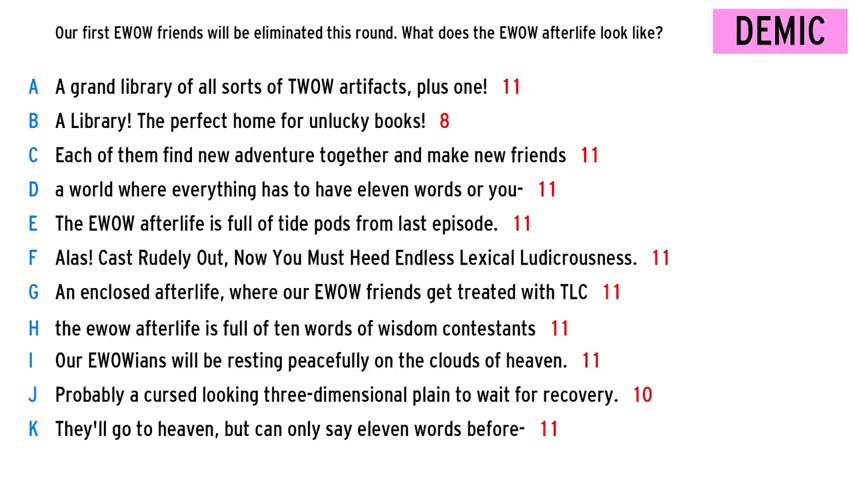 Our first EWOW friends will be eliminated this round. What does the EWOW afterlife look like?
DEMIC
A A grand library of all sorts of TWOW artifacts, plus one! 11
B A Library! The perfect home for unlucky books! 8
C Each of them find new adventure together and make new friends 11
D a world where everything has to have eleven words or you- 11
E The EWOW afterlife is full of tide pods from last episode. 11
F Alas! Cast Rudely Out, Now You Must Heed Endless Lexical Ludicrousness. 11
G An enclosed afterlife, where our EWOW friends get treated with TLC 11
H the ewow afterlife is full of ten words of wisdom contestants 11
I Our EWOWians will be resting peacefully on the clouds of heaven. 11
J Probably a cursed looking three-dimensional plain to wait for recovery. 10
K They'll go to heaven, but can only say eleven words before- 11